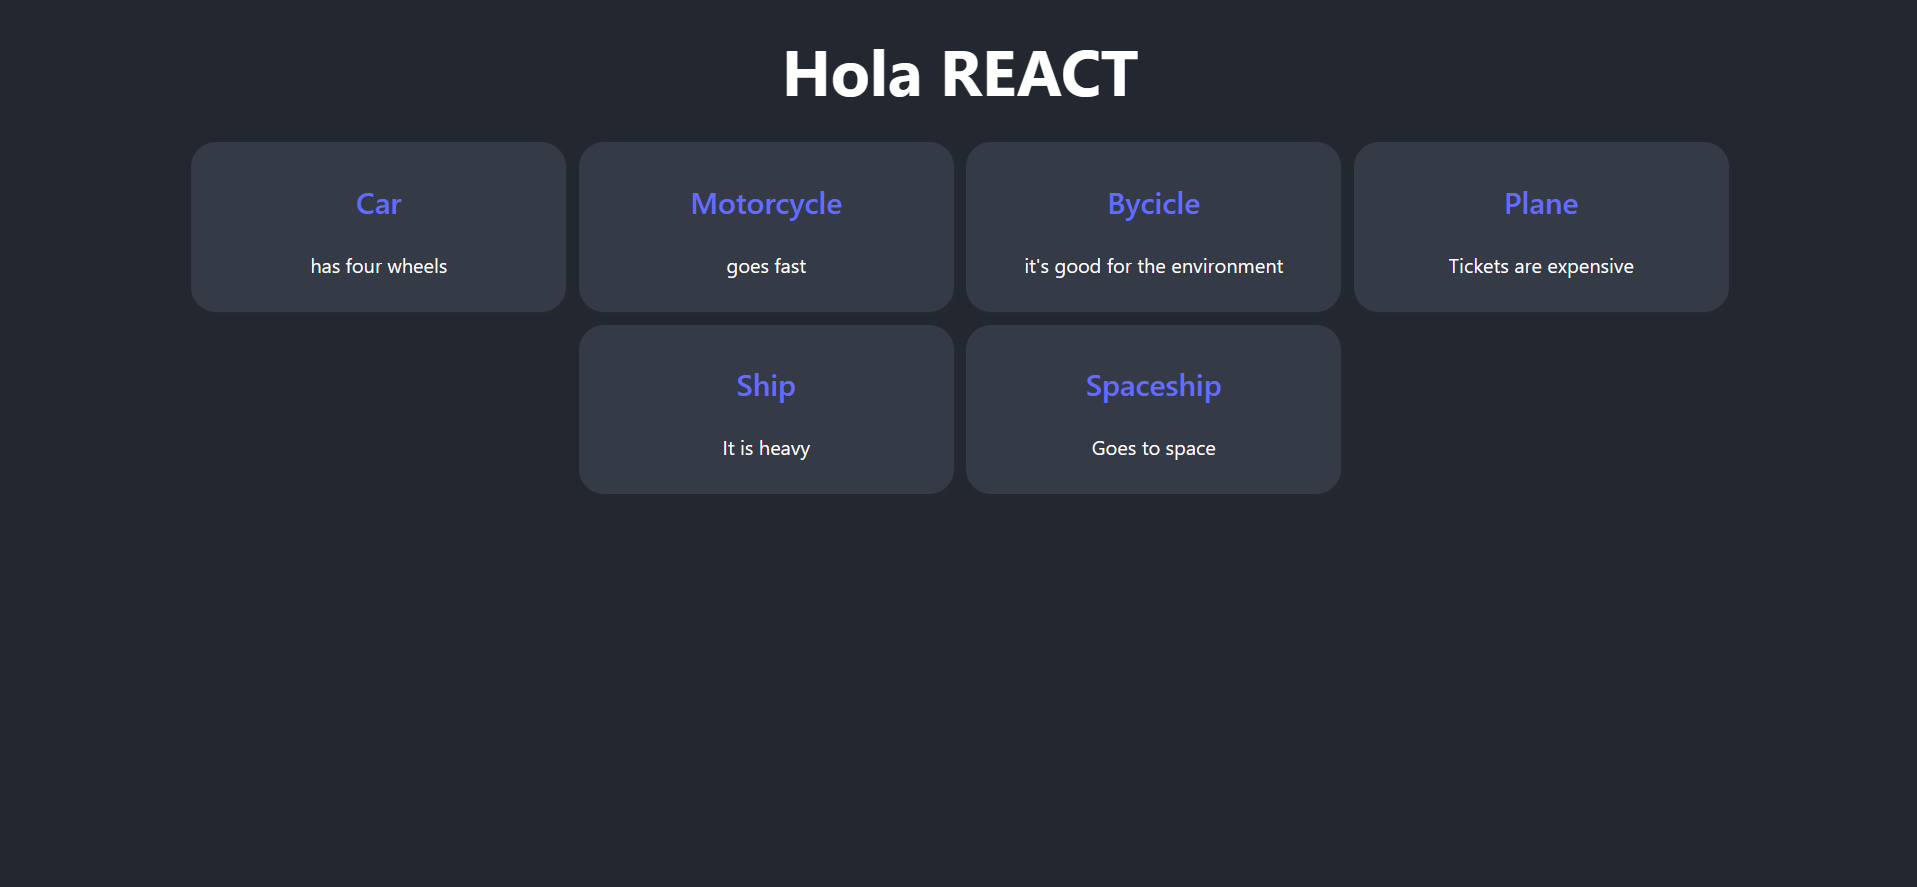 Hola REACT
Car
has four wheels
Motorcycle
goes fast
Bycicle
it's good for the environment
Plane
Tickets are expensive
Ship
It is heavy
Spaceship
Goes to space